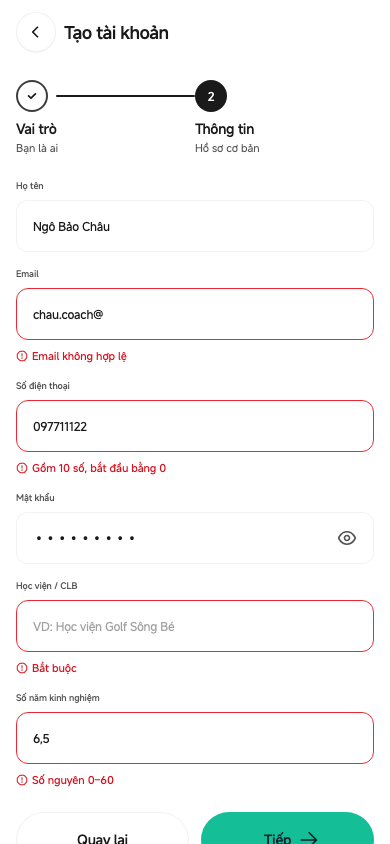 Tạo tài khoản
2
Vai trò
Bạn là ai
Thông tin
Hồ sơ cơ bản
Họ tên
Ngô Bảo Châu
Email
chau.coach@
Email không hợp lệ
Số điện thoại
097711122
Gồm 10 số, bắt đầu bằng 0
Mật khẩu
•••••••••
Học viện / CLB
VD: Học viện Golf Sông Bé
Bắt buộc
Số năm kinh nghiệm
6,5
Số nguyên 0–60
Quay lại
Tiếp